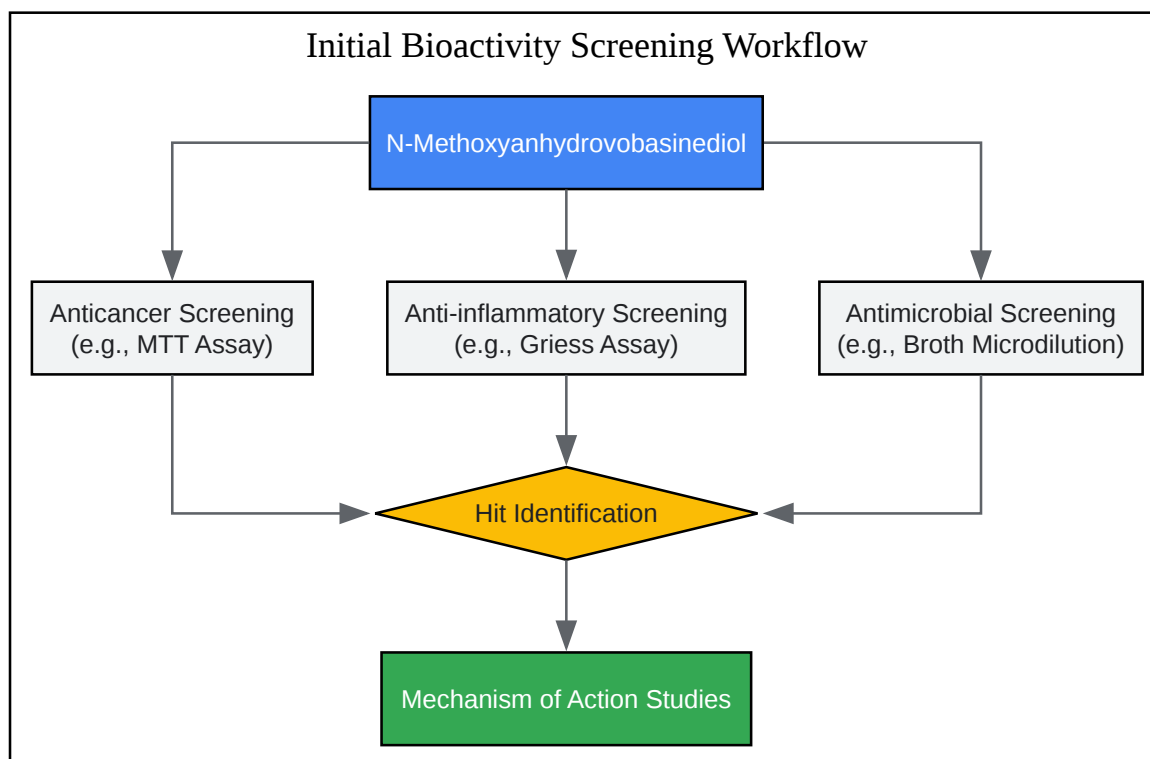 Initial Bioactivity Screening Workflow
N-Methoxyanhydrovobasinediol
Anticancer Screening
(e.g., MTT Assay)
Anti-inflammatory Screening
(e.g., Griess Assay)
Antimicrobial Screening
(e.g., Broth Microdilution)
Hit Identification
Mechanism of Action Studies